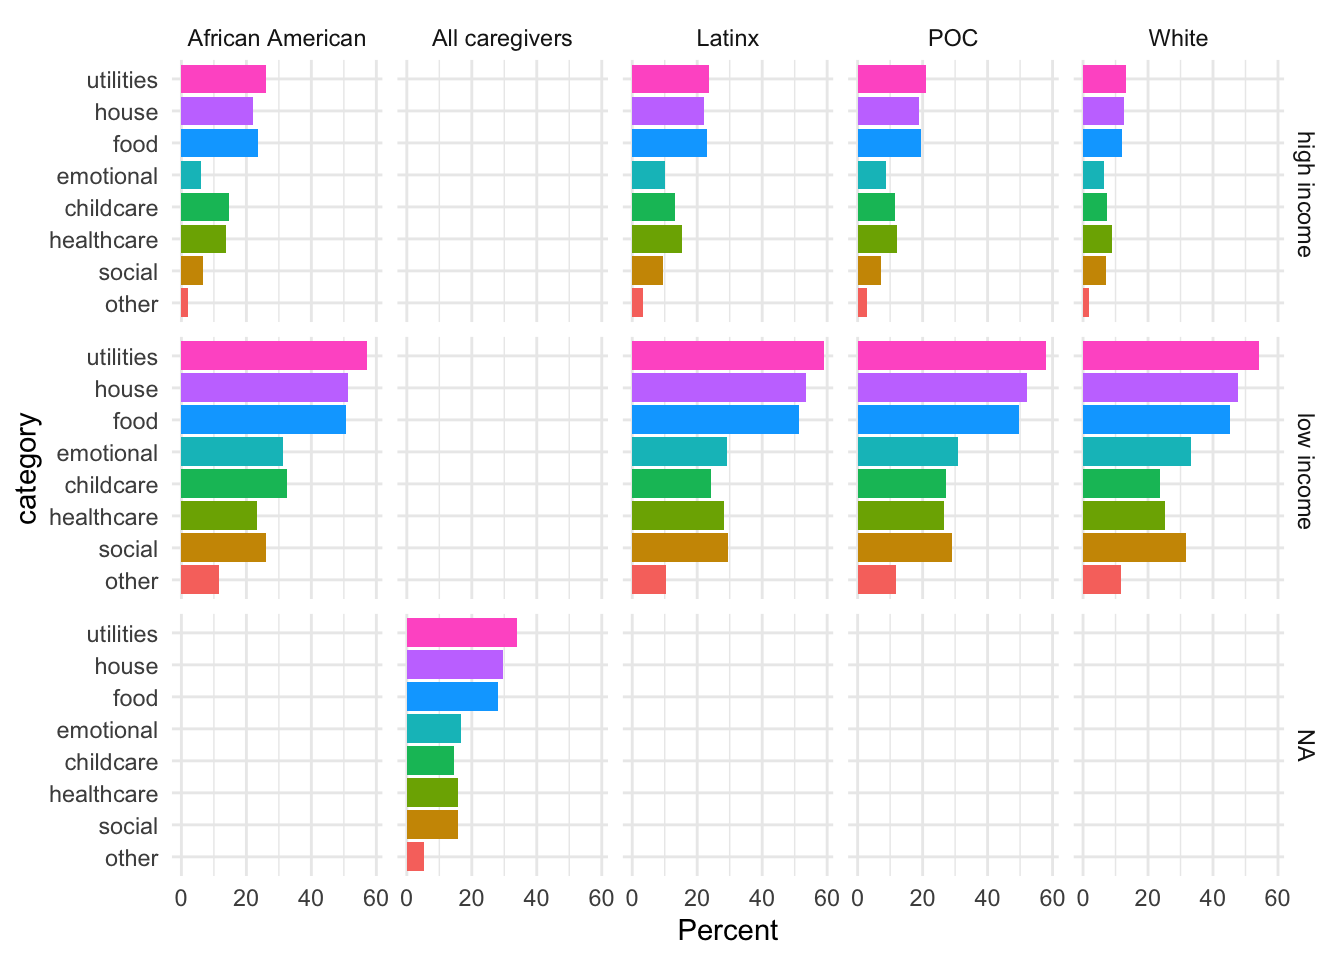 African American All caregivers Latinx POC White
utilities
house
food
emotional
childcare
healthcare
social
other
high income
utilities
house
food
emotional
childcare
healthcare
social
other
low income
utilities
house
food
emotional
childcare
healthcare
social
other
NA
category
0 20 40 60 0 20 40 60 0 20 40 60 0 20 40 60 0 20 40 60
Percent